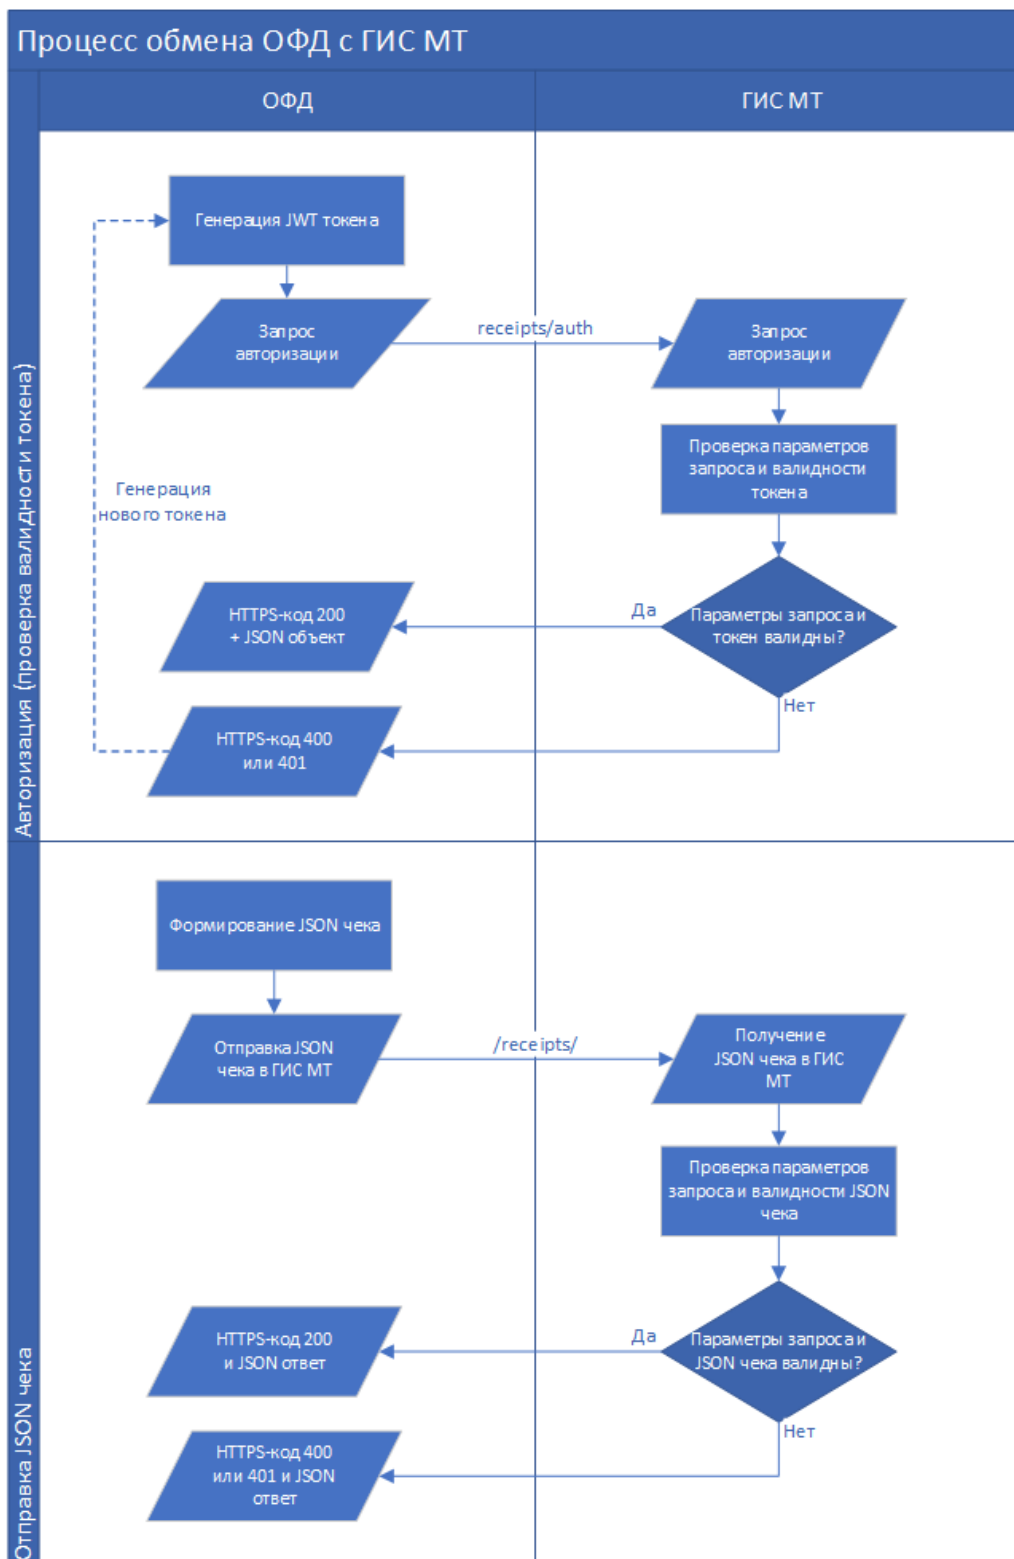 Процесс обмена ОФД с ГИС МТ
ОФД
ГИС МТ
Авторизация (проверка валидности токена)
Генерация JWT токена
Запрос
авторизации
receipts/auth
Запрос
авторизации
Проверка параметров
запроса и валидности
токена
Генерация
нового токена
Параметры запроса и
токен валидны?
Да
HTTPS-код 200
+ JSON объект
Нет
HTTPS-код 400
или 401
Отправка JSON чека
Формирование JSON чека
Отправка JSON
чека в ГИС МТ
/receipts/
Получение
JSON чека в ГИС
МТ
Проверка параметров
запроса и валидности JSON
чека
Параметры запроса и
JSON чека валидны?
Да
HTTPS-код 200
и JSON ответ
Нет
HTTPS-код 400
или 401 и JSON
ответ